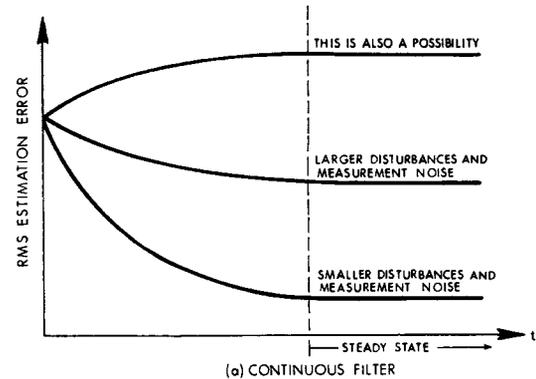 THIS IS ALSO A POSSIBILITY
RMS ESTIMATION ERROR
LARGER DISTURBANCES AND
MEASUREMENT NOISE
SMALLER DISTURBANCES AND
MEASUREMENT NOISE
t
STEADY STATE
(a) CONTINUOUS FILTER